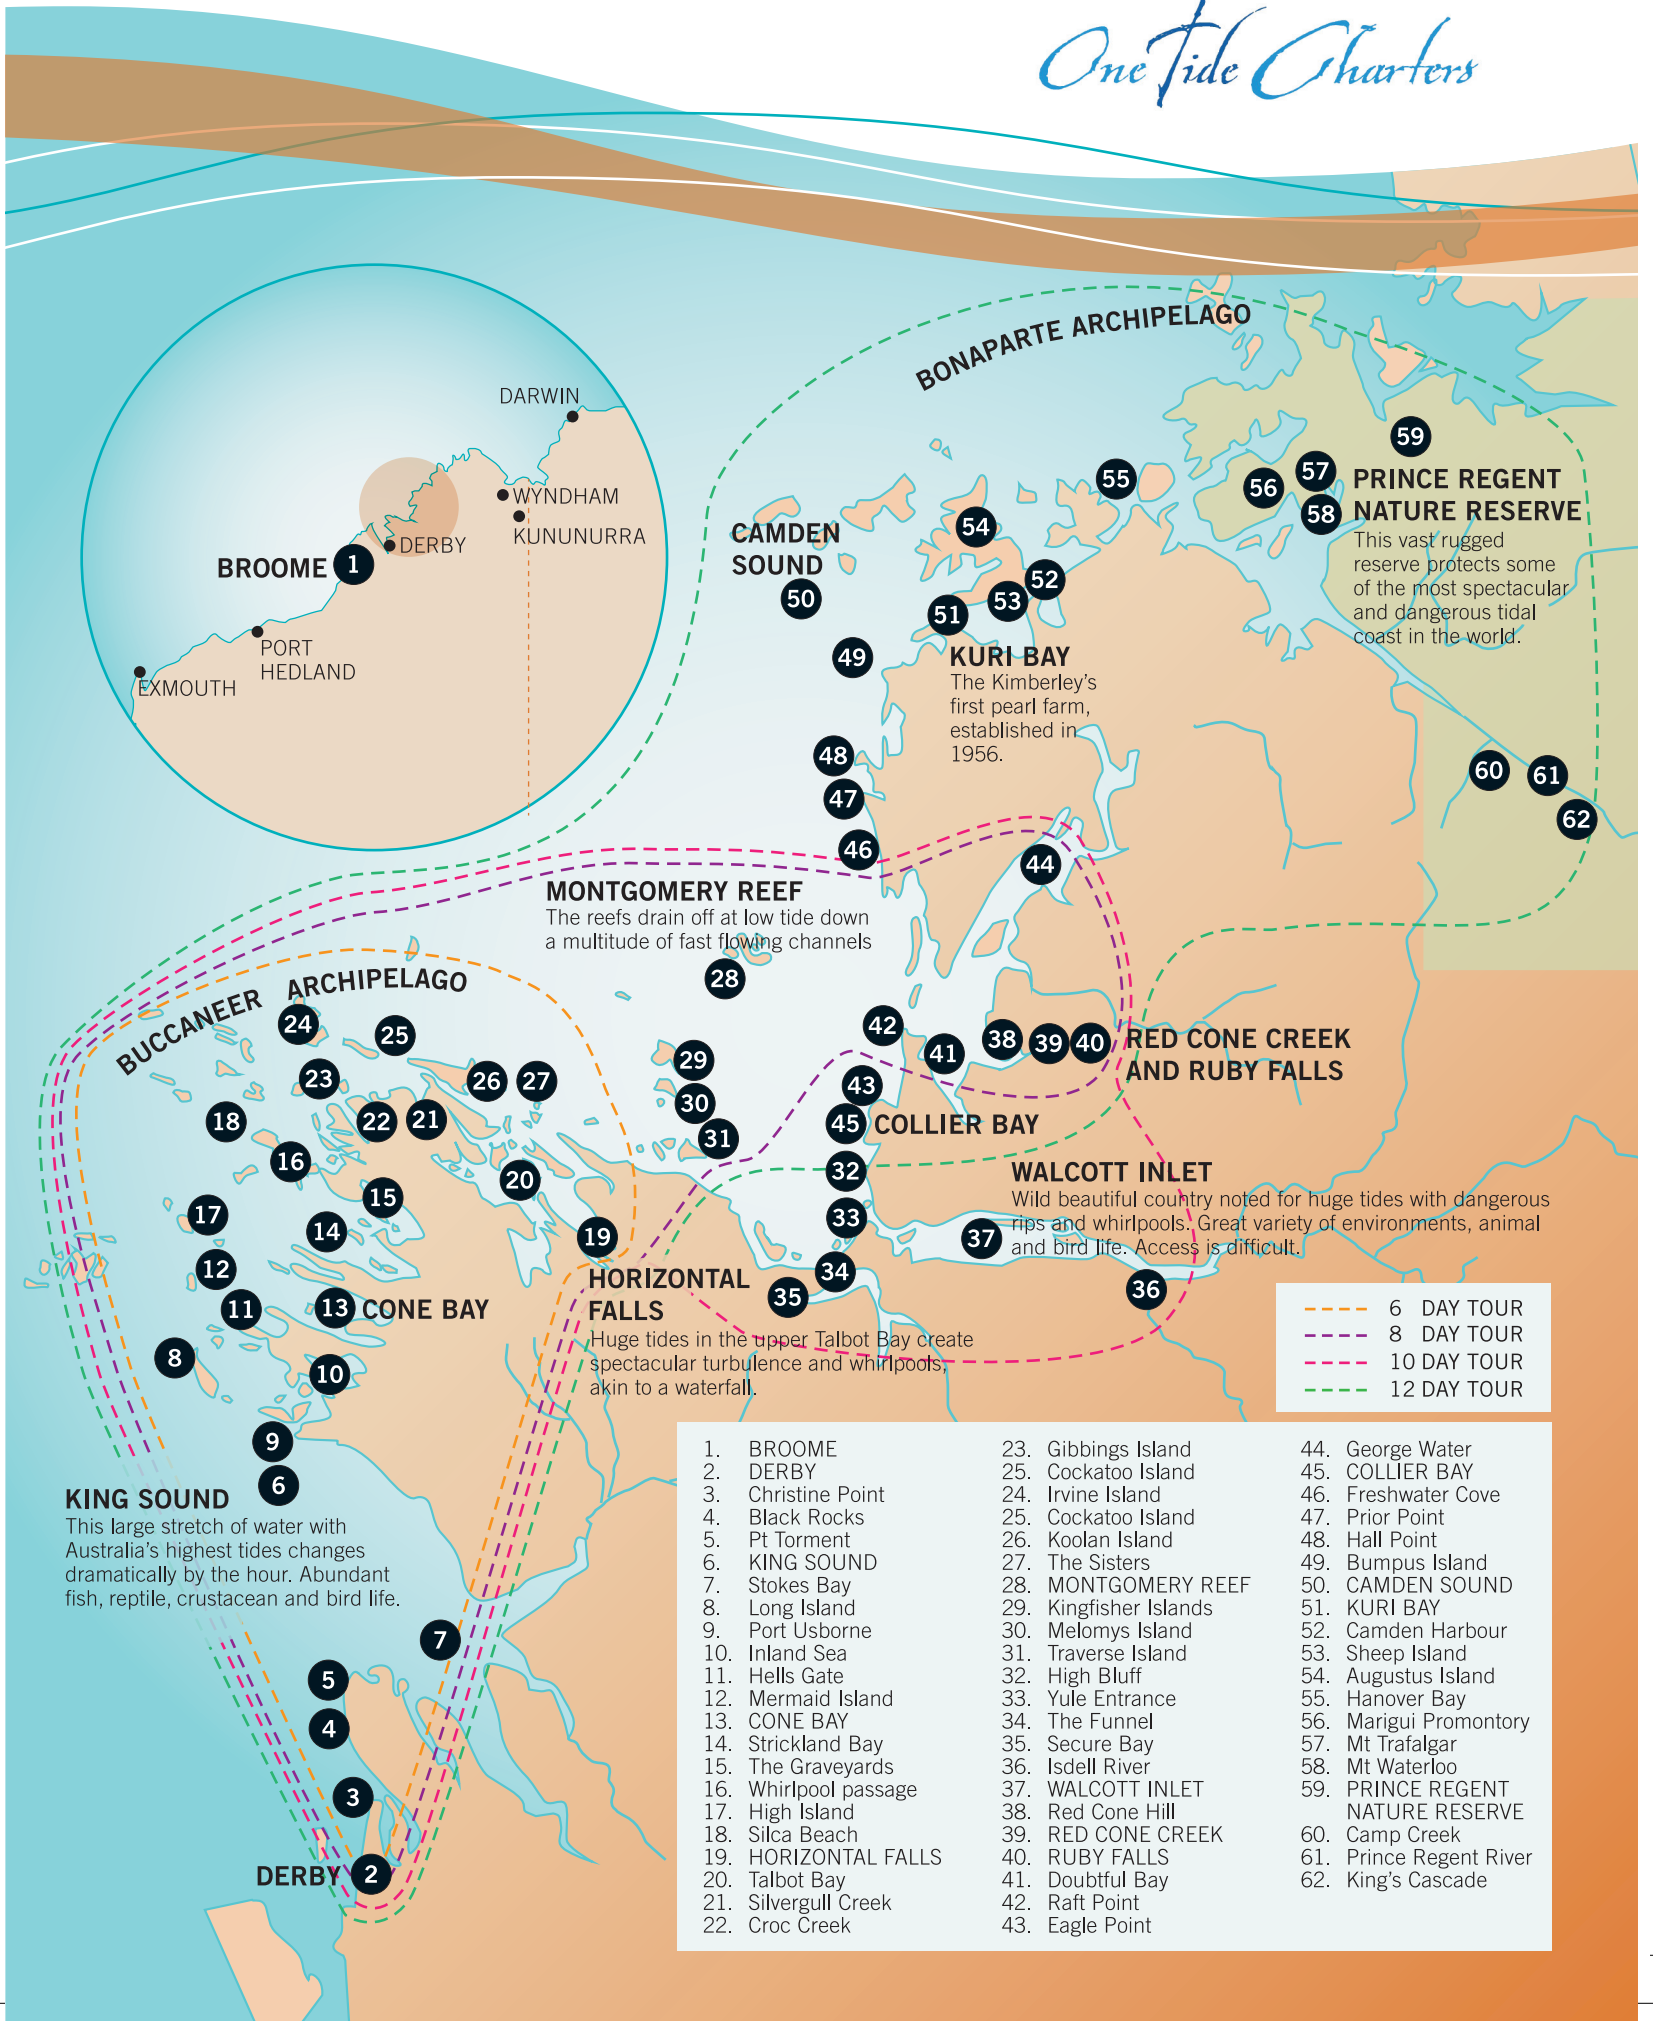 One Tide Charters
BONAPARTE ARCHIPELAGO
DARWIN
WYNDHAM
KUNUNURRA
DERBY
BROOME 1
PORT
HEDLAND
EXMOUTH
59
57
56
58
PRINCE REGENT
NATURE RESERVE
This vast rugged
reserve protects some
of the most spectacular
and dangerous tidal
coast in the world.
55
54
CAMDEN
SOUND
50
52
53
51
49
KURI BAY
The Kimberley's
first pearl farm,
established in
1956.
48
47
46
60
61
62
44
MONTGOMERY REEF
The reefs drain off at low tide down
a multitude of fast flowing channels
28
BUCCANEER ARCHIPELAGO
24
25
23
26
27
18
22
21
16
20
15
17
14
19
12
11
13 CONE BAY
8
10
9
6
29
30
31
42
41
38
39
40
RED CONE CREEK
AND RUBY FALLS
43
45 COLLIER BAY
32
33
34
35
WALCOTT INLET
Wild beautiful country noted for huge tides with dangerous
rips and whirlpools. Great variety of environments, animal
and bird life. Access is difficult.
37
36
HORIZONTAL
FALLS
Huge tides in the upper Talbot Bay create
spectacular turbulence and whirlpools,
akin to a waterfall.
6 DAY TOUR
8 DAY TOUR
10 DAY TOUR
12 DAY TOUR
KING SOUND
This large stretch of water with
Australia's highest tides changes
dramatically by the hour. Abundant
fish, reptile, crustacean and bird life.
7
5
4
3
DERBY 2
1. BROOME
2. DERBY
3. Christine Point
4. Black Rocks
5. Pt Torment
6. KING SOUND
7. Stokes Bay
8. Long Island
9. Port Usborne
10. Inland Sea
11. Hells Gate
12. Mermaid Island
13. CONE BAY
14. Strickland Bay
15. The Graveyards
16. Whirlpool passage
17. High Island
18. Silca Beach
19. HORIZONTAL FALLS
20. Talbot Bay
21. Silvergull Creek
22. Croc Creek
23. Gibbings Island
25. Cockatoo Island
24. Irvine Island
25. Cockatoo Island
26. Koolan Island
27. The Sisters
28. MONTGOMERY REEF
29. Kingfisher Islands
30. Melomys Island
31. Traverse Island
32. High Bluff
33. Yule Entrance
34. The Funnel
35. Secure Bay
36. Isdell River
37. WALCOTT INLET
38. Red Cone Hill
39. RED CONE CREEK
40. RUBY FALLS
41. Doubtful Bay
42. Raft Point
43. Eagle Point
44. George Water
45. COLLIER BAY
46. Freshwater Cove
47. Prior Point
48. Hall Point
49. Bumpus Island
50. CAMDEN SOUND
51. KURI BAY
52. Camden Harbour
53. Sheep Island
54. Augustus Island
55. Hanover Bay
56. Marigui Promontory
57. Mt Trafalgar
58. Mt Waterloo
59. PRINCE REGENT
NATURE RESERVE
60. Camp Creek
61. Prince Regent River
62. King's Cascade